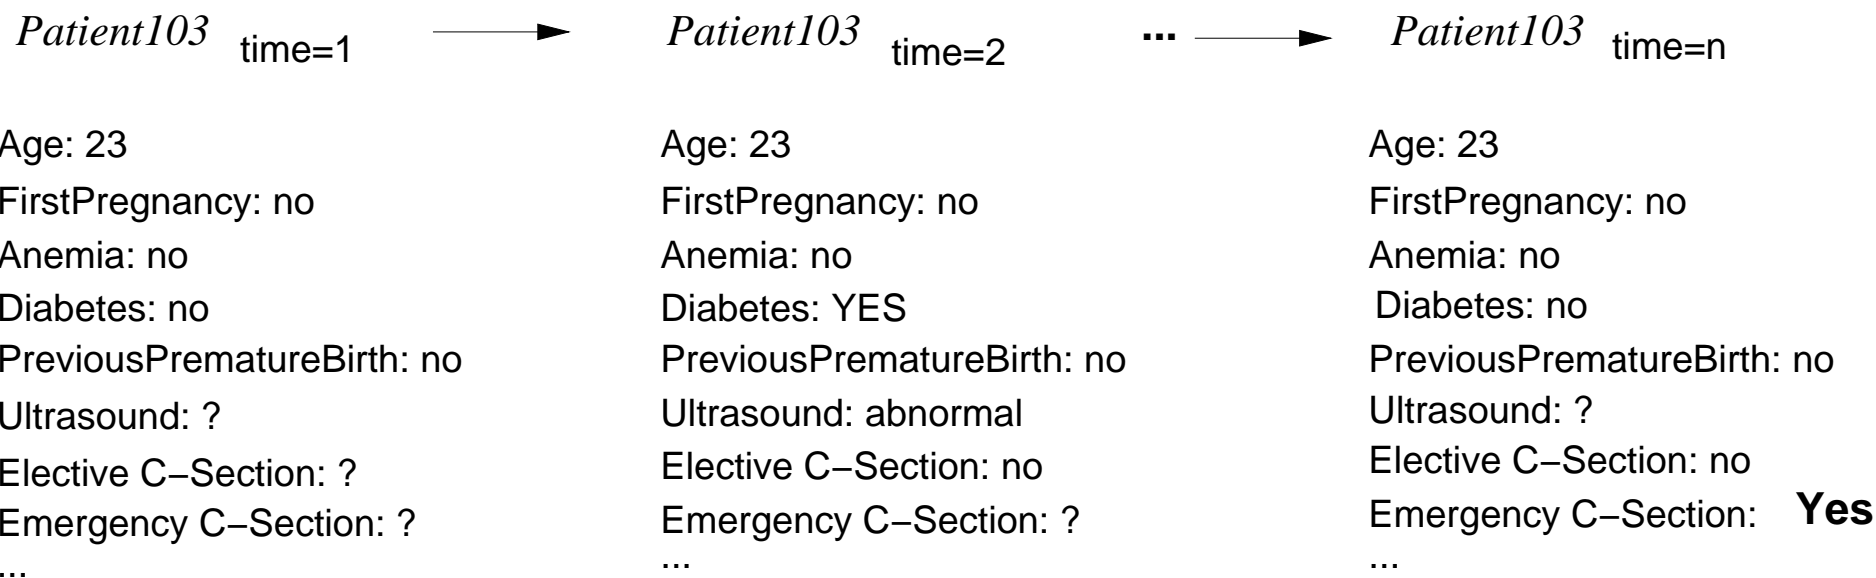 Patient103 time=1
Age: 23
FirstPregnancy: no
Anemia: no
Diabetes: no
PreviousPrematureBirth: no
Ultrasound: ?
Elective C−Section: ?
Emergency C−Section: ?
...
Patient103 time=2
Age: 23
FirstPregnancy: no
Anemia: no
Diabetes: YES
PreviousPrematureBirth: no
Ultrasound: abnormal
Elective C−Section: no
Emergency C−Section: ?
...
...
Patient103 time=n
Age: 23
FirstPregnancy: no
Anemia: no
Diabetes: no
PreviousPrematureBirth: no
Ultrasound: ?
Elective C−Section: no
Emergency C−Section: Yes
...